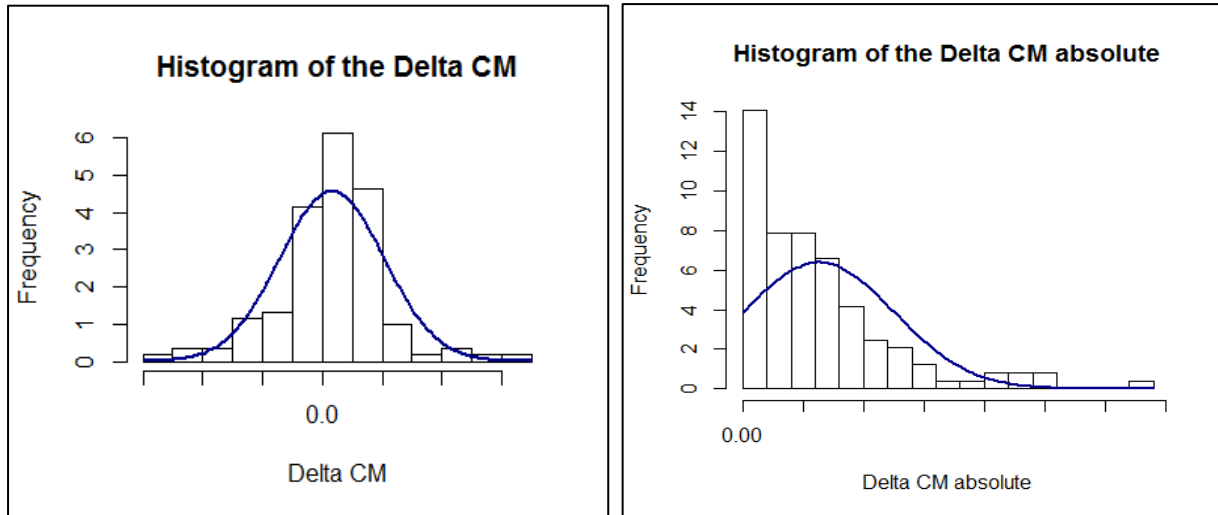 Histogram of the Delta CM
Frequency
6
5
4
3
2
1
0
0.0
Delta CM
Histogram of the Delta CM absolute
Frequency
14
12
10
8
6
4
2
0
0.00
Delta CM absolute